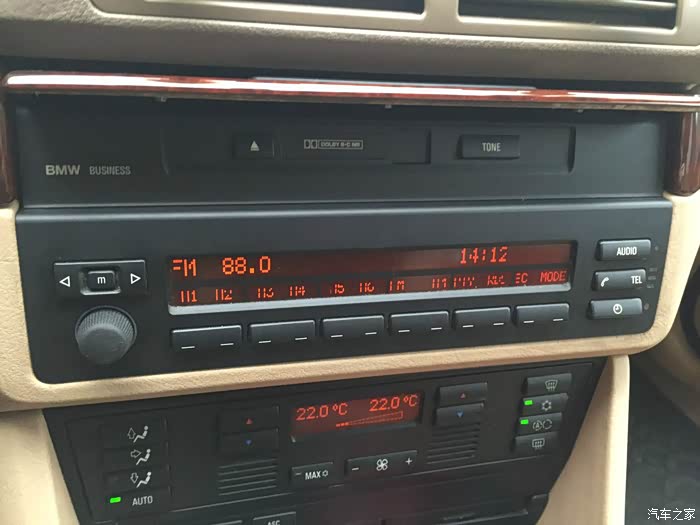 BMW BUSINESS
DOLBY B-C NR
TONE
FM 88.0 14:12
M1 M2 M3 M4 M5 M6 FM MODE
m
AUDIO
TEL
22.0 °C 22.0 °C
- MAX
- +
AUTO
汽车之家